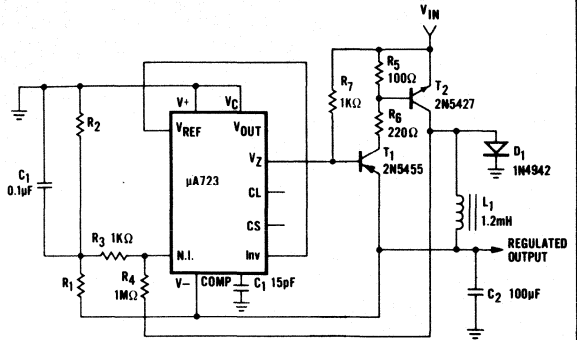 VIN
R5
100Ω
T2
2N5427
R7
1KΩ
R6
220Ω
V+
VC
R2
VREF
VOUT
VZ
T1
2N5455
D1
1N4942
C1
0.1μF
μA723
CL
L1
1.2mH
CS
R3 1KΩ
N.I.
Inv
REGULATED
OUTPUT
R1
R4
1MΩ
V−
COMP
C1 15pF
C2 100μF